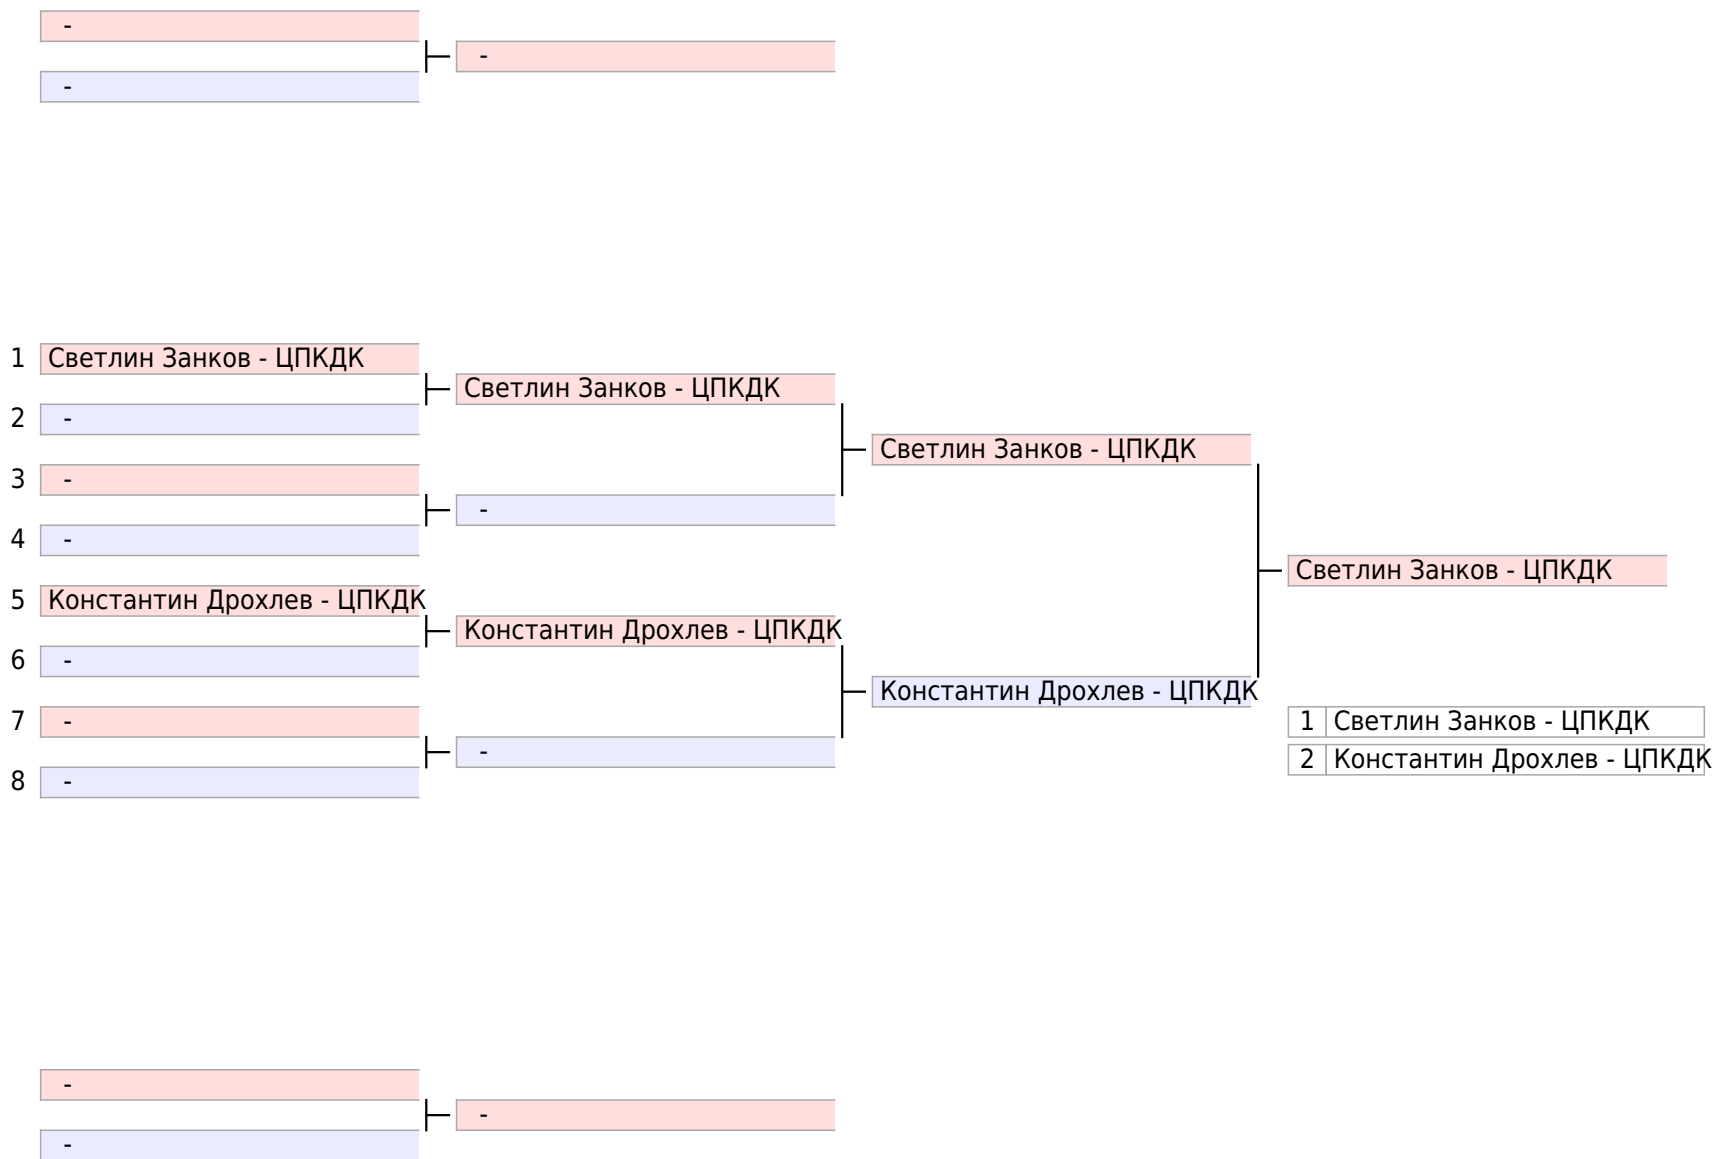 -
-
-
1 Светлин Занков - ЦПКДК
Светлин Занков - ЦПКДК
2 -
Светлин Занков - ЦПКДК
3 -
-
4 -
Светлин Занков - ЦПКДК
5 Константин Дрохлев - ЦПКДК
Константин Дрохлев - ЦПКДК
6 -
Константин Дрохлев - ЦПКДК
7 -
1 Светлин Занков - ЦПКДК
-
2 Константин Дрохлев - ЦПКДК
8 -
-
-
-